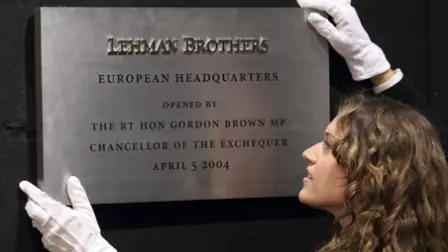 LEHMAN BROTHERS
EUROPEAN HEADQUARTERS
OPENED BY
THE RT HON GORDON BROWN MP
CHANCELLOR OF THE EXCHEQUER
APRIL 5 2004